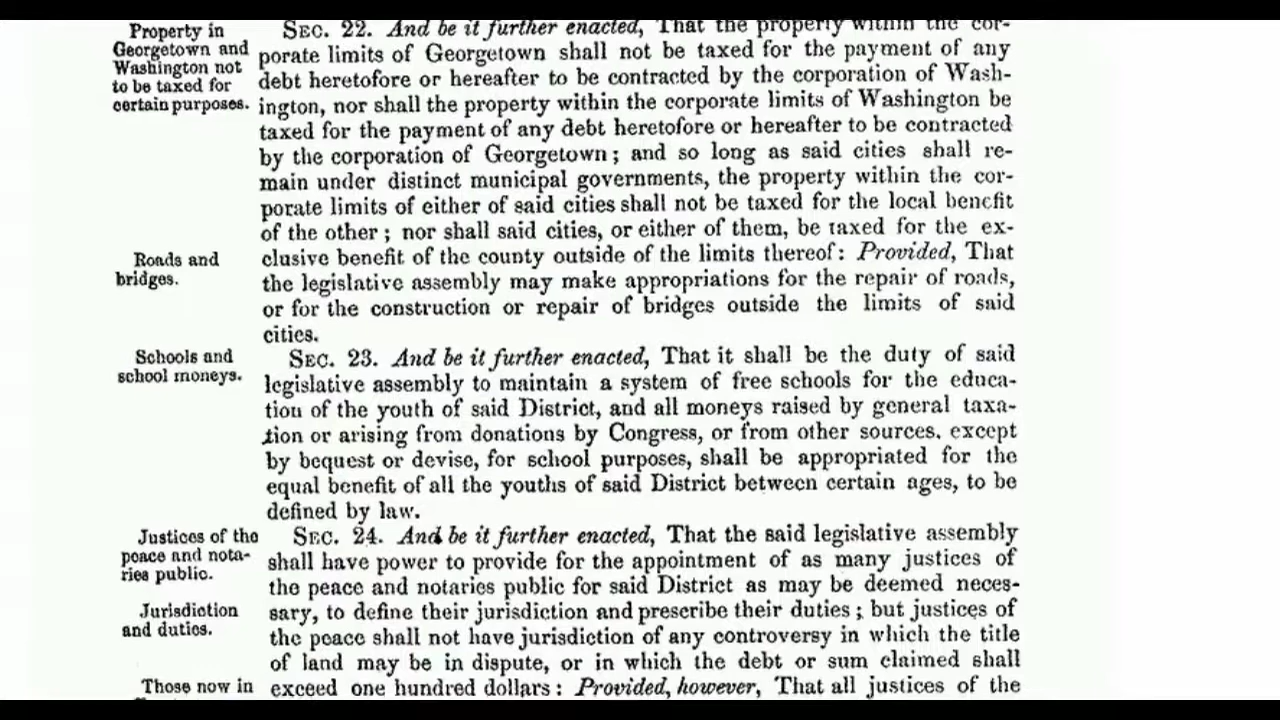 Property in
Georgetown and
Washington not
to be taxed for
certain purposes.
SEC. 22. And be it further enacted, That the property within the cor-
porate limits of Georgetown shall not be taxed for the payment of any
debt heretofore or hereafter to be contracted by the corporation of Wash-
ington, nor shall the property within the corporate limits of Washington be
taxed for the payment of any debt heretofore or hereafter to be contracted
by the corporation of Georgetown; and so long as said cities shall re-
main under distinct municipal governments, the property within the cor-
porate limits of either of said cities shall not be taxed for the local benefit
of the other; nor shall said cities, or either of them, be taxed for the ex-
clusive benefit of the county outside of the limits thereof: Provided, That
Roads and
bridges.
the legislative assembly may make appropriations for the repair of roads,
or for the construction or repair of bridges outside the limits of said
cities.
Schools and
school moneys.
SEC. 23. And be it further enacted, That it shall be the duty of said
legislative assembly to maintain a system of free schools for the educa-
tion of the youth of said District, and all moneys raised by general taxa-
tion or arising from donations by Congress, or from other sources, except
by bequest or devise, for school purposes, shall be appropriated for the
equal benefit of all the youths of said District between certain ages, to be
defined by law.
Justices of the
peace and nota-
ries public.
SEC. 24. And be it further enacted, That the said legislative assembly
shall have power to provide for the appointment of as many justices of
the peace and notaries public for said District as may be deemed neces-
Jurisdiction
and duties.
sary, to define their jurisdiction and prescribe their duties; but justices of
the peace shall not have jurisdiction of any controversy in which the title
of land may be in dispute, or in which the debt or sum claimed shall
Those now in
exceed one hundred dollars: Provided, however, That all justices of the